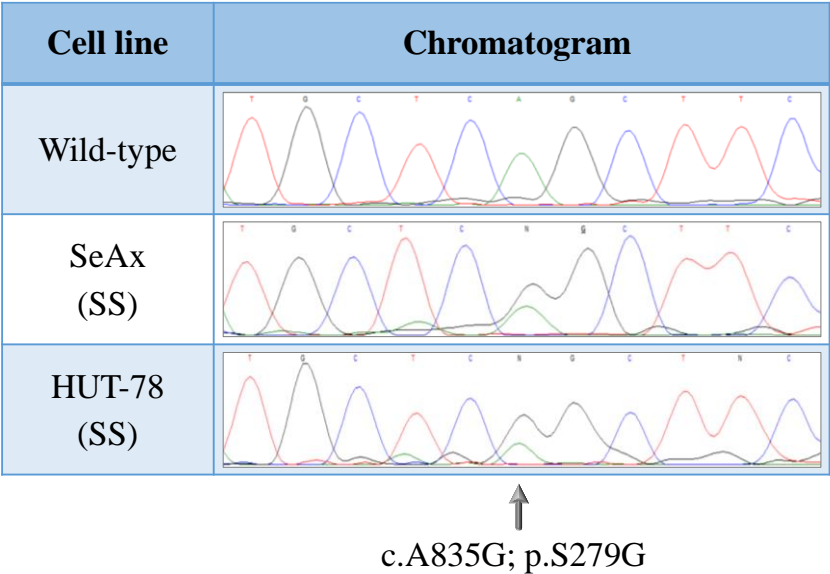 Cell line Chromatogram
Wild-type
T G C T C A G C T T C
SeAx
(SS)
T G C T C N G C T T C
HUT-78
(SS)
T G C T C N G C T N C
c.A835G; p.S279G